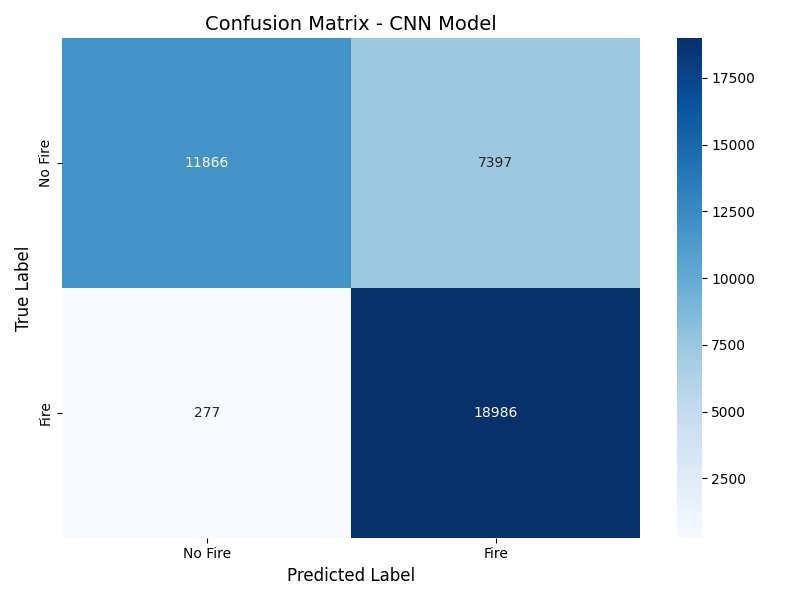 Confusion Matrix - CNN Model
No Fire
11866
7397
True Label
Fire
277
18986
No Fire
Fire
Predicted Label
17500
15000
12500
10000
7500
5000
2500